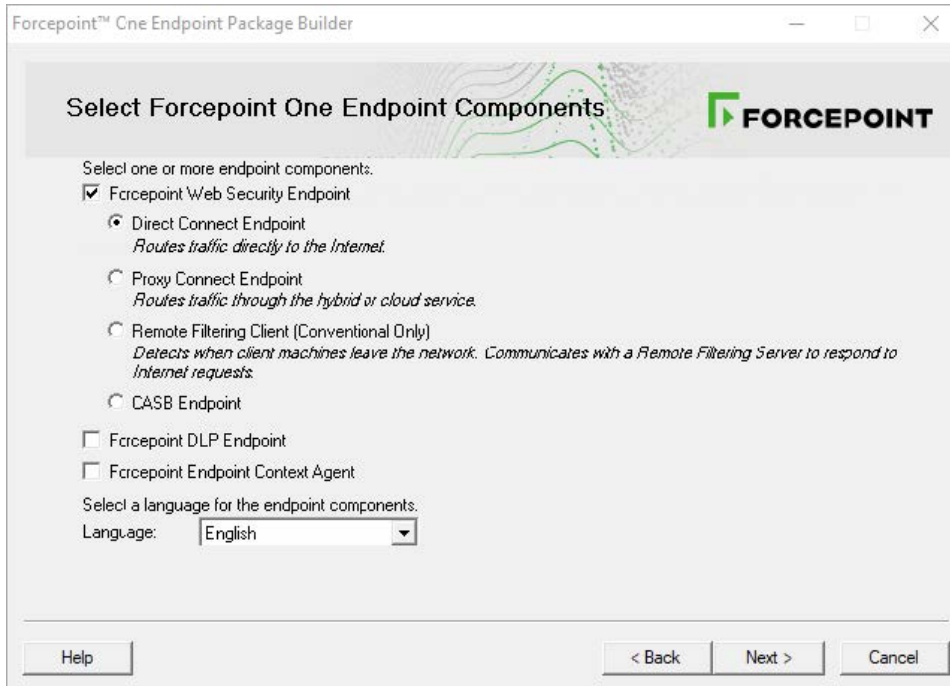 Forcepoint™ One Endpoint Package Builder
Select Forcepoint One Endpoint Components
FORCEPOINT
Select one or more endpoint components.
Forcepoint Web Security Endpoint
Direct Connect Endpoint
Routes traffic directly to the Internet.
Proxy Connect Endpoint
Routes traffic through the hybrid or cloud service.
Remote Filtering Client (Conventional Only)
Detects when client machines leave the network. Communicates with a Remote Filtering Server to respond to
Internet requests.
CASB Endpoint
Forcepoint DLP Endpoint
Forcepoint Endpoint Context Agent
Select a language for the endpoint components.
Language: English
Help < Back Next > Cancel